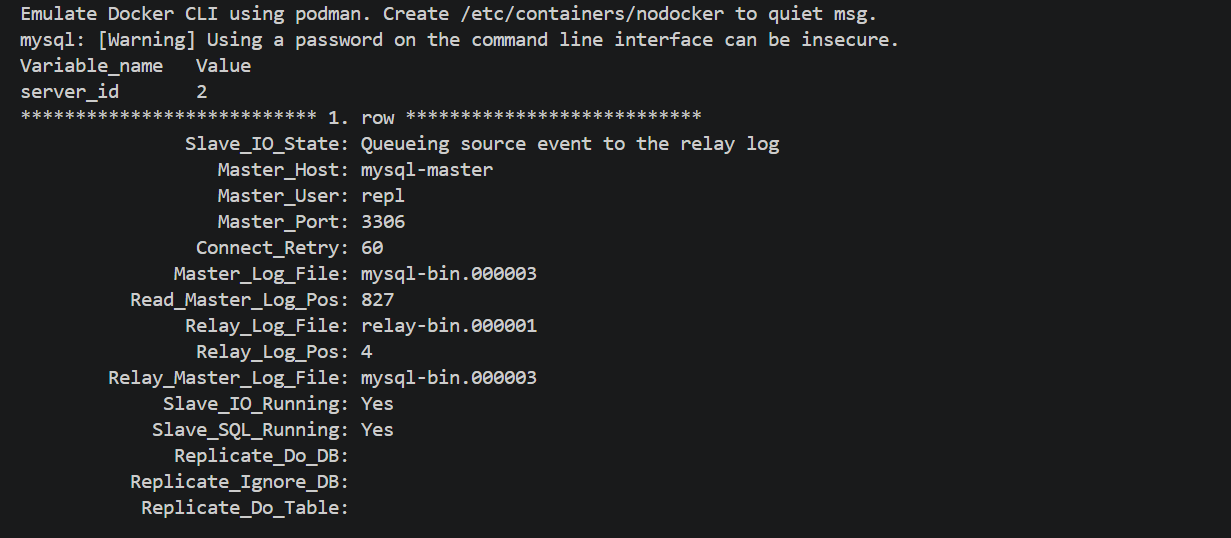 Emulate Docker CLI using podman. Create /etc/containers/nodocker to quiet msg.
mysql: [Warning] Using a password on the command line interface can be insecure.
Variable_name   Value
server_id       2
*************************** 1. row ***************************
               Slave_IO_State: Queueing source event to the relay log
                  Master_Host: mysql-master
                  Master_User: repl
                  Master_Port: 3306
                Connect_Retry: 60
              Master_Log_File: mysql-bin.000003
          Read_Master_Log_Pos: 827
               Relay_Log_File: relay-bin.000001
                Relay_Log_Pos: 4
        Relay_Master_Log_File: mysql-bin.000003
             Slave_IO_Running: Yes
            Slave_SQL_Running: Yes
              Replicate_Do_DB:
          Replicate_Ignore_DB:
           Replicate_Do_Table: